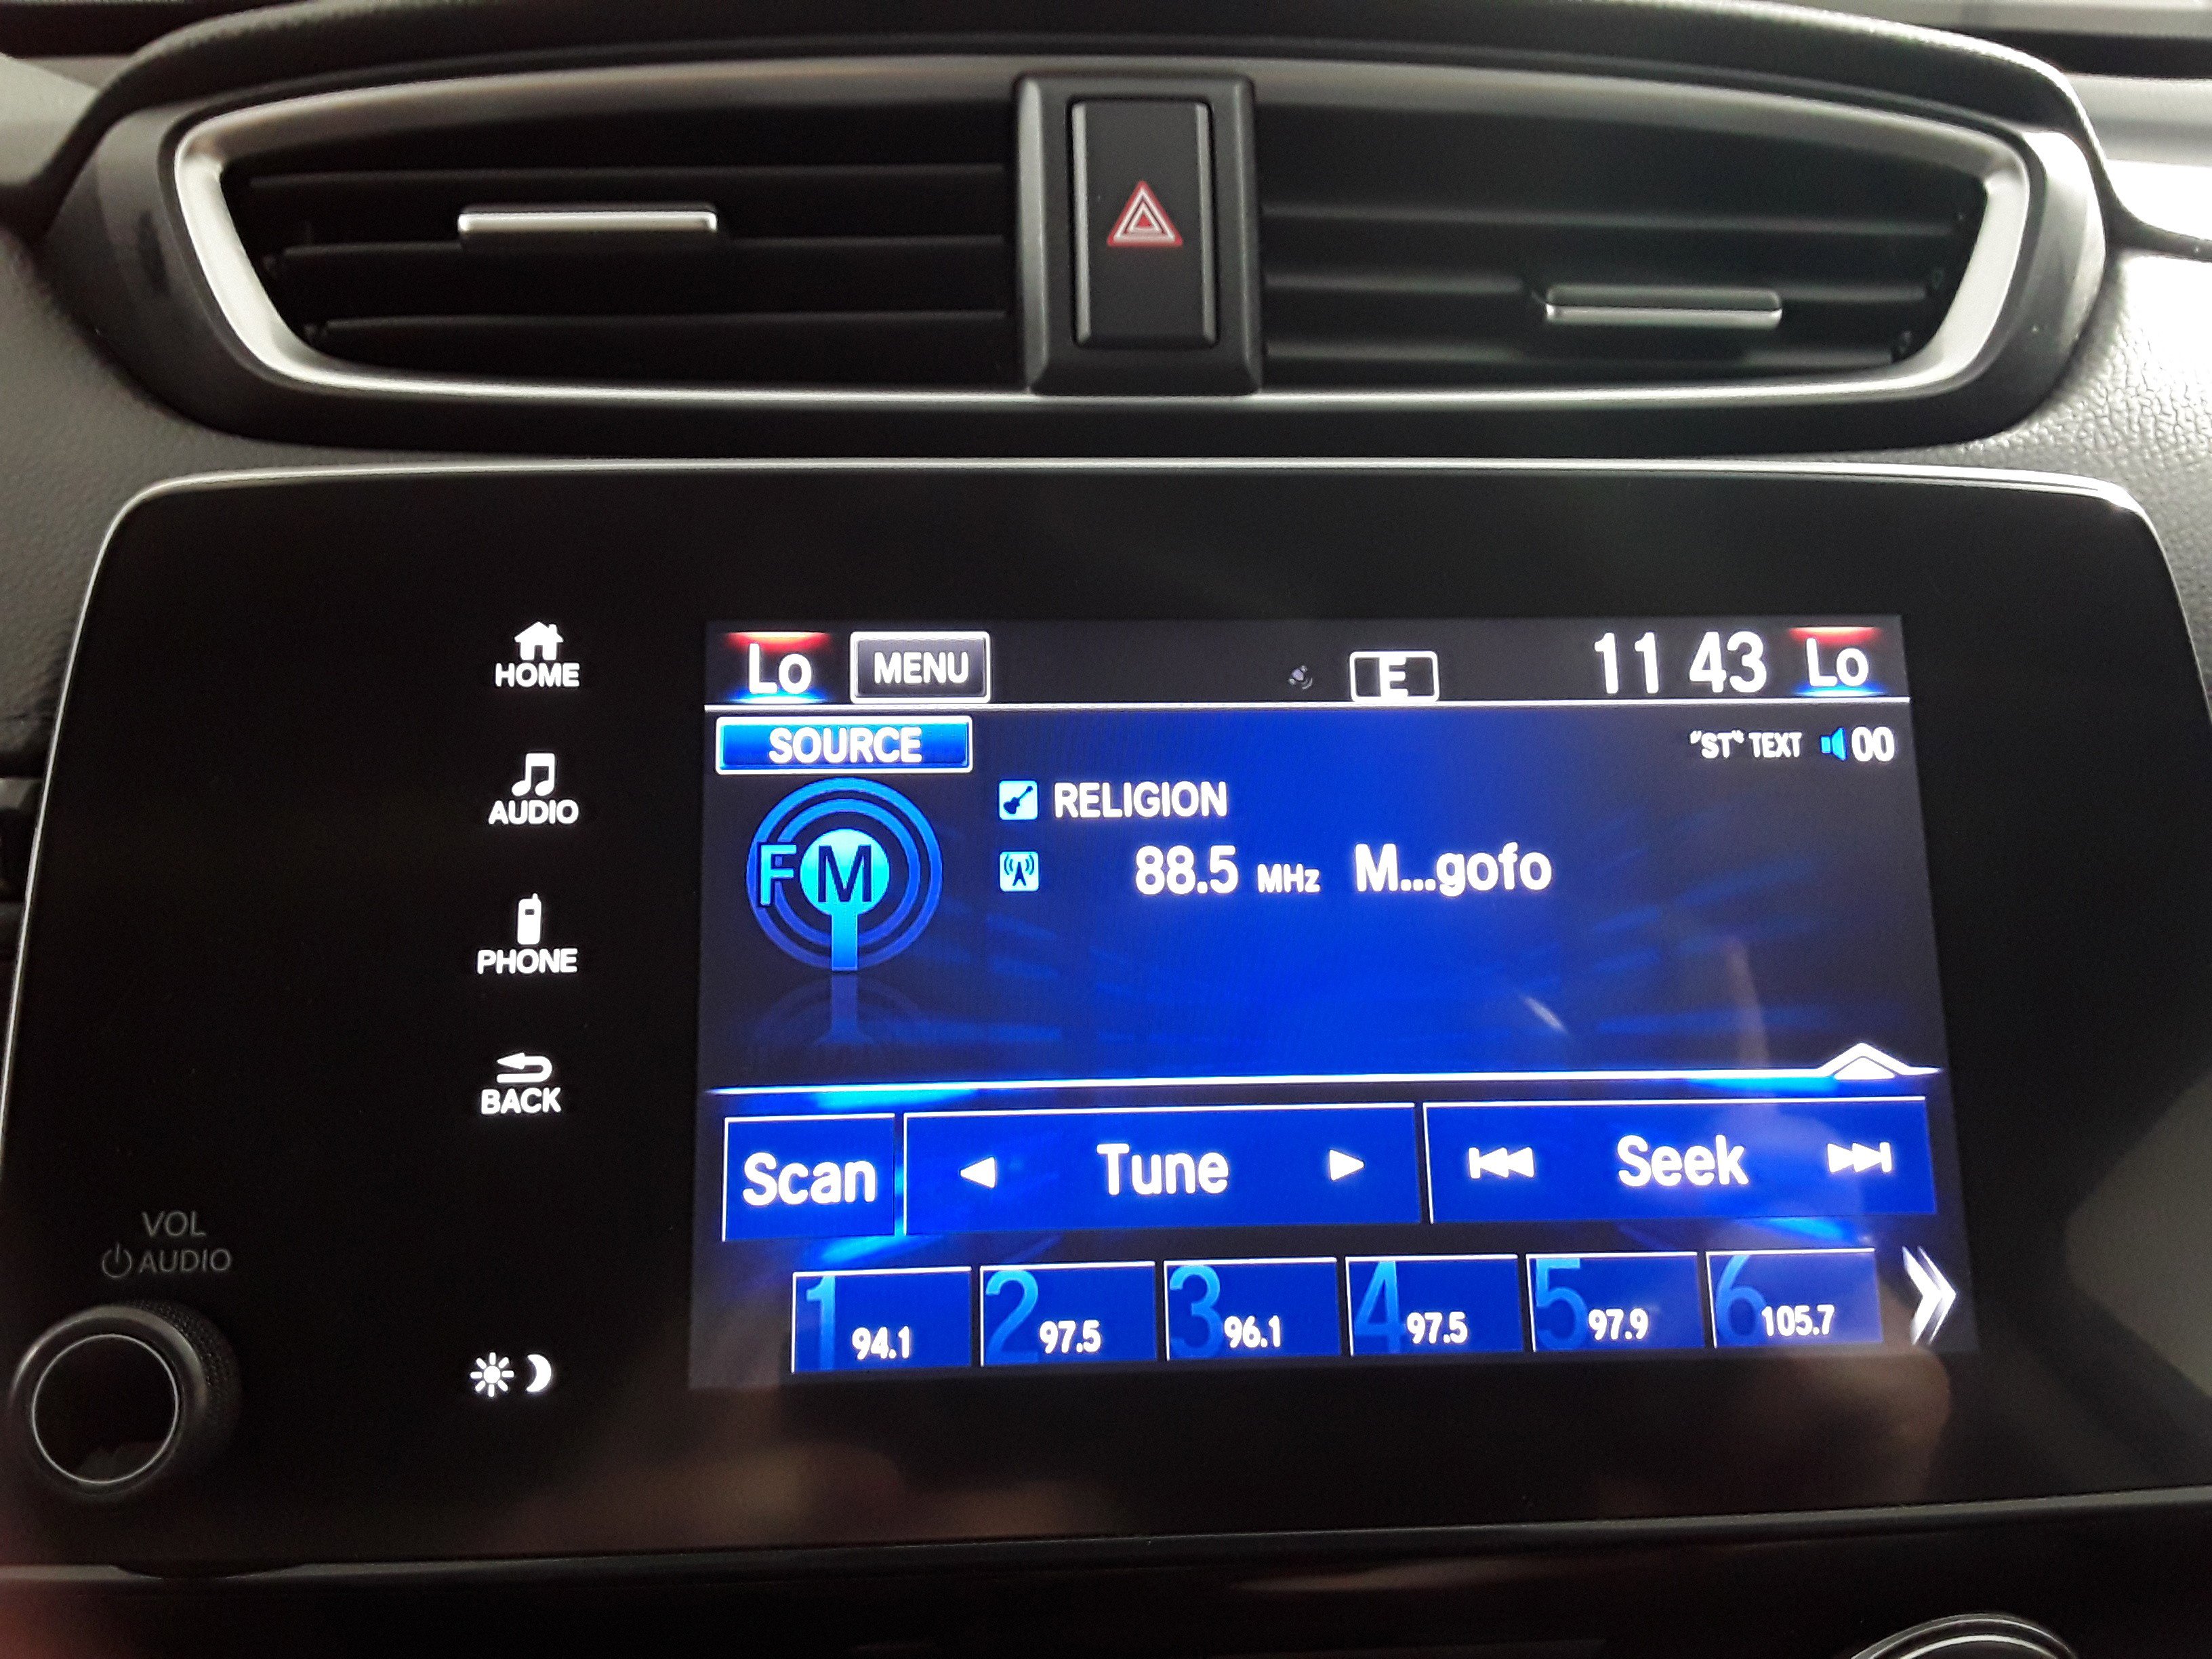 HOME
AUDIO
PHONE
BACK
VOL
AUDIO
Lo MENU E 11 43 Lo
SOURCE "ST" TEXT 00
FM
RELIGION
88.5 MHz M...gofo
Scan Tune Seek
1 94.1 2 97.5 3 96.1 4 97.5 5 97.9 6 105.7